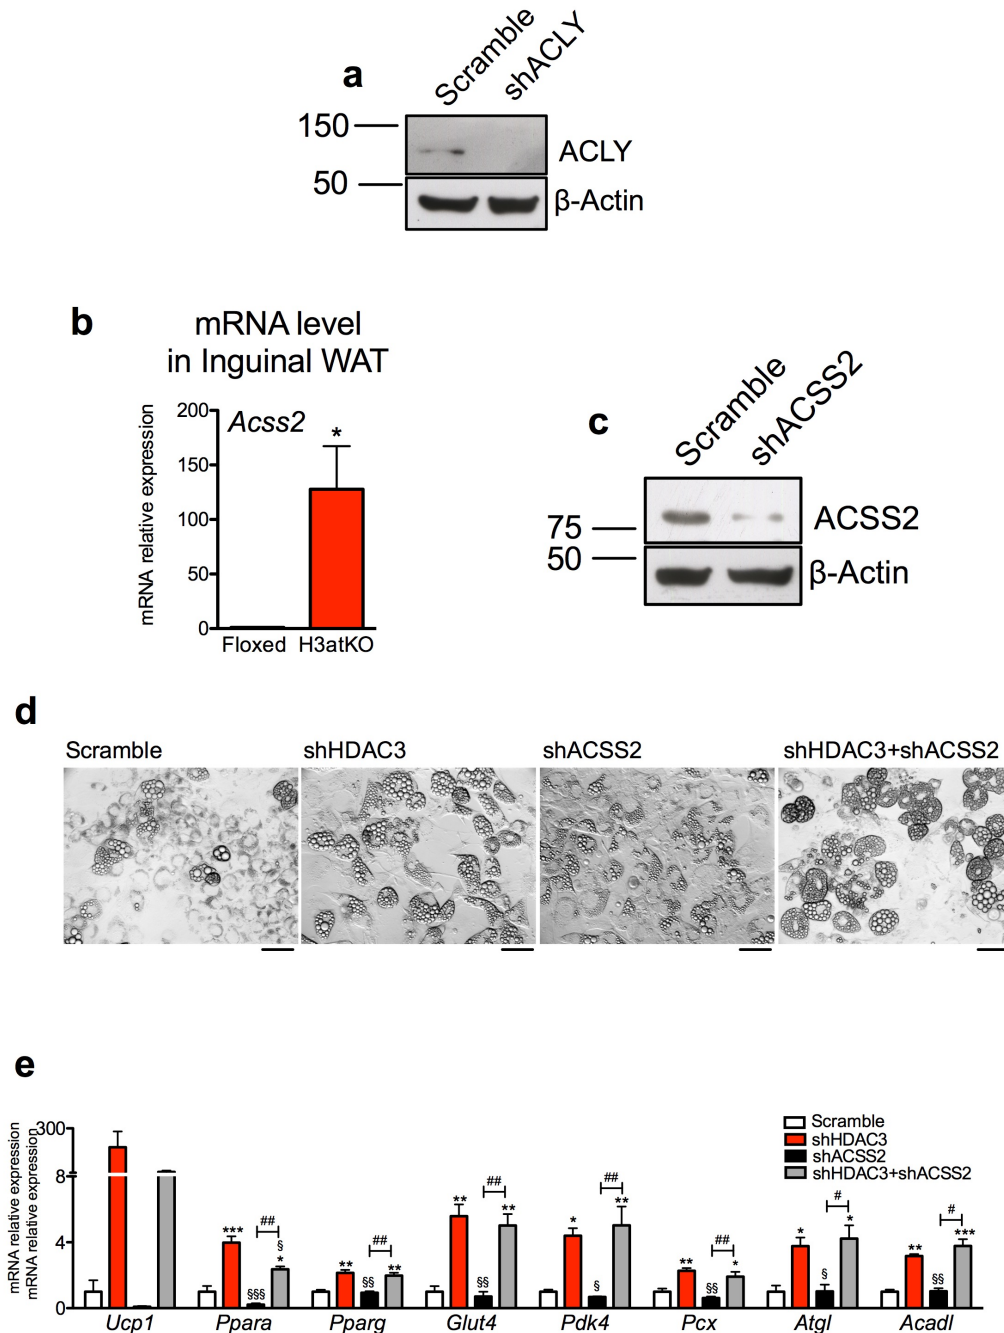 a
Scramble
shACLY
150
ACLY
50
β-Actin
b
mRNA level
in Inguinal WAT
mRNA relative expression
200
150
100
50
0
Acss2
*
Floxed H3atKO
c
Scramble
shACSS2
75
ACSS2
50
β-Actin
d
Scramble
shHDAC3
shACSS2
shHDAC3+shACSS2
e
mRNA relative expression
mRNA relative expression
300
8
4
0
Scramble
shHDAC3
shACSS2
shHDAC3+shACSS2
*** §§§ ## § *
** §§ ## **
** §§ ## **
* § ## **
** §§ ## *
* § # *
** §§ # ***
Ucp1 Ppara Pparg Glut4 Pdk4 Pcx Atgl Acadl